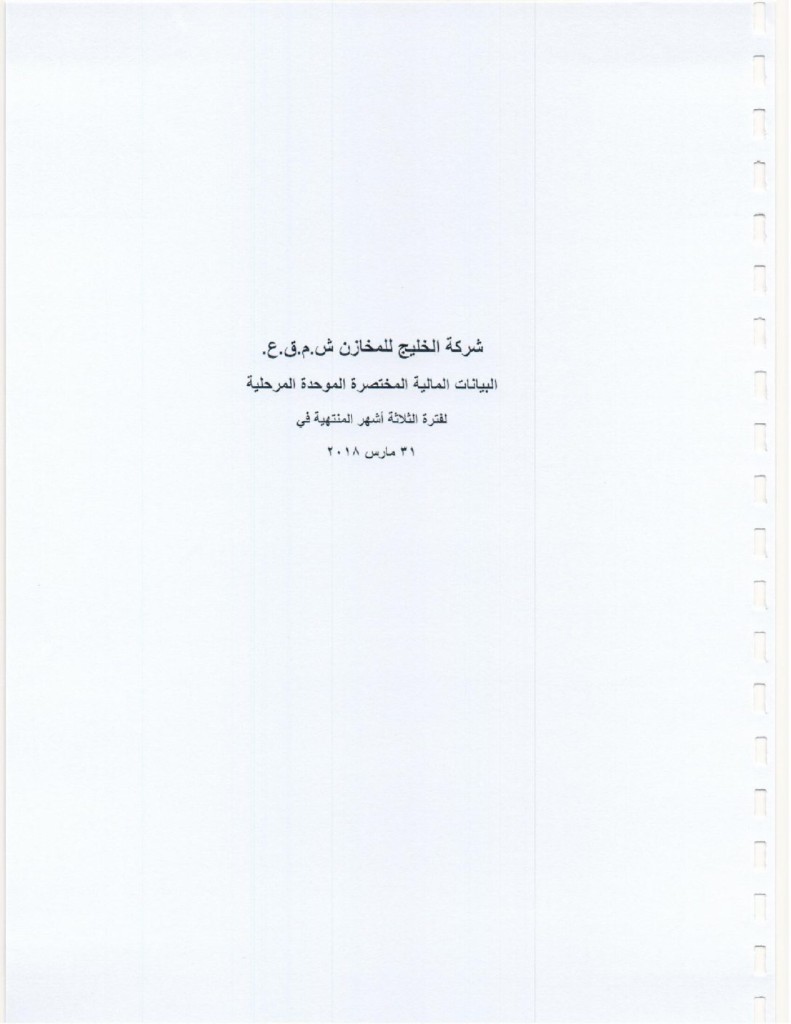 شركة الخليج للمخازن ش.م.ق.ع.
البيانات المالية المختصرة الموحدة المرحلية
لفترة الثلاثة أشهر المنتهية في
٣١ مارس ٢٠١٨